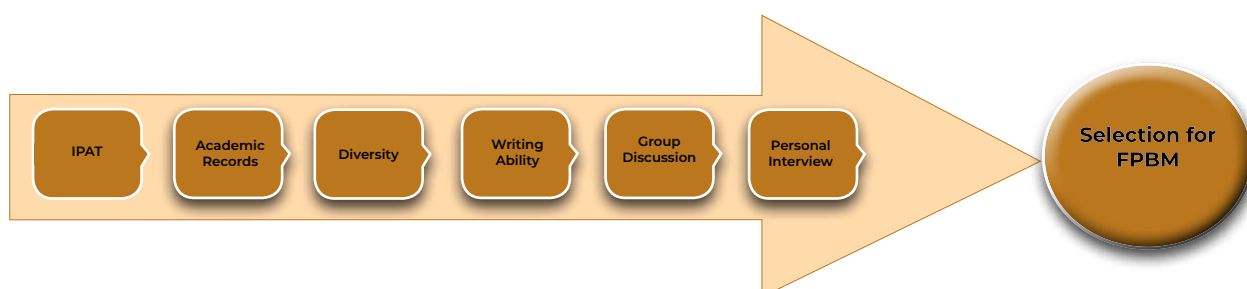 IPAT
Academic
Records
Diversity
Writing
Ability
Group
Discussion
Personal
Interview
Selection for
FPBM